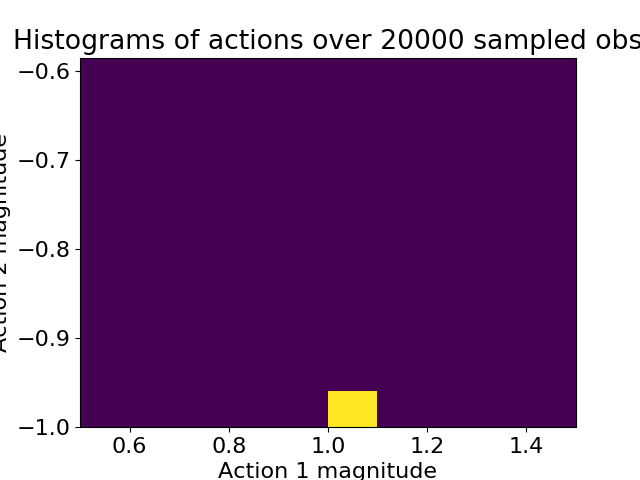 Histograms of actions over 20000 sampled obs
−0.6
−0.7
−0.8
−0.9
−1.0
Action 2 magnitude
0.6 0.8 1.0 1.2 1.4
Action 1 magnitude